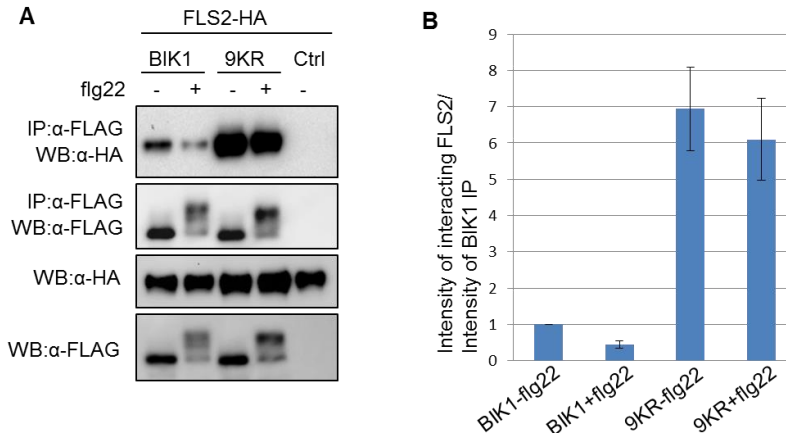 A
FLS2-HA
BIK1 9KR Ctrl
flg22 - + - + -
IP:α-FLAG
WB:α-HA
IP:α-FLAG
WB:α-FLAG
WB:α-HA
WB:α-FLAG
B
Intensity of interacting FLS2/
Intensity of BIK1 IP
9
8
7
6
5
4
3
2
1
0
BIK1-flg22
BIK1+flg22
9KR-flg22
9KR+flg22